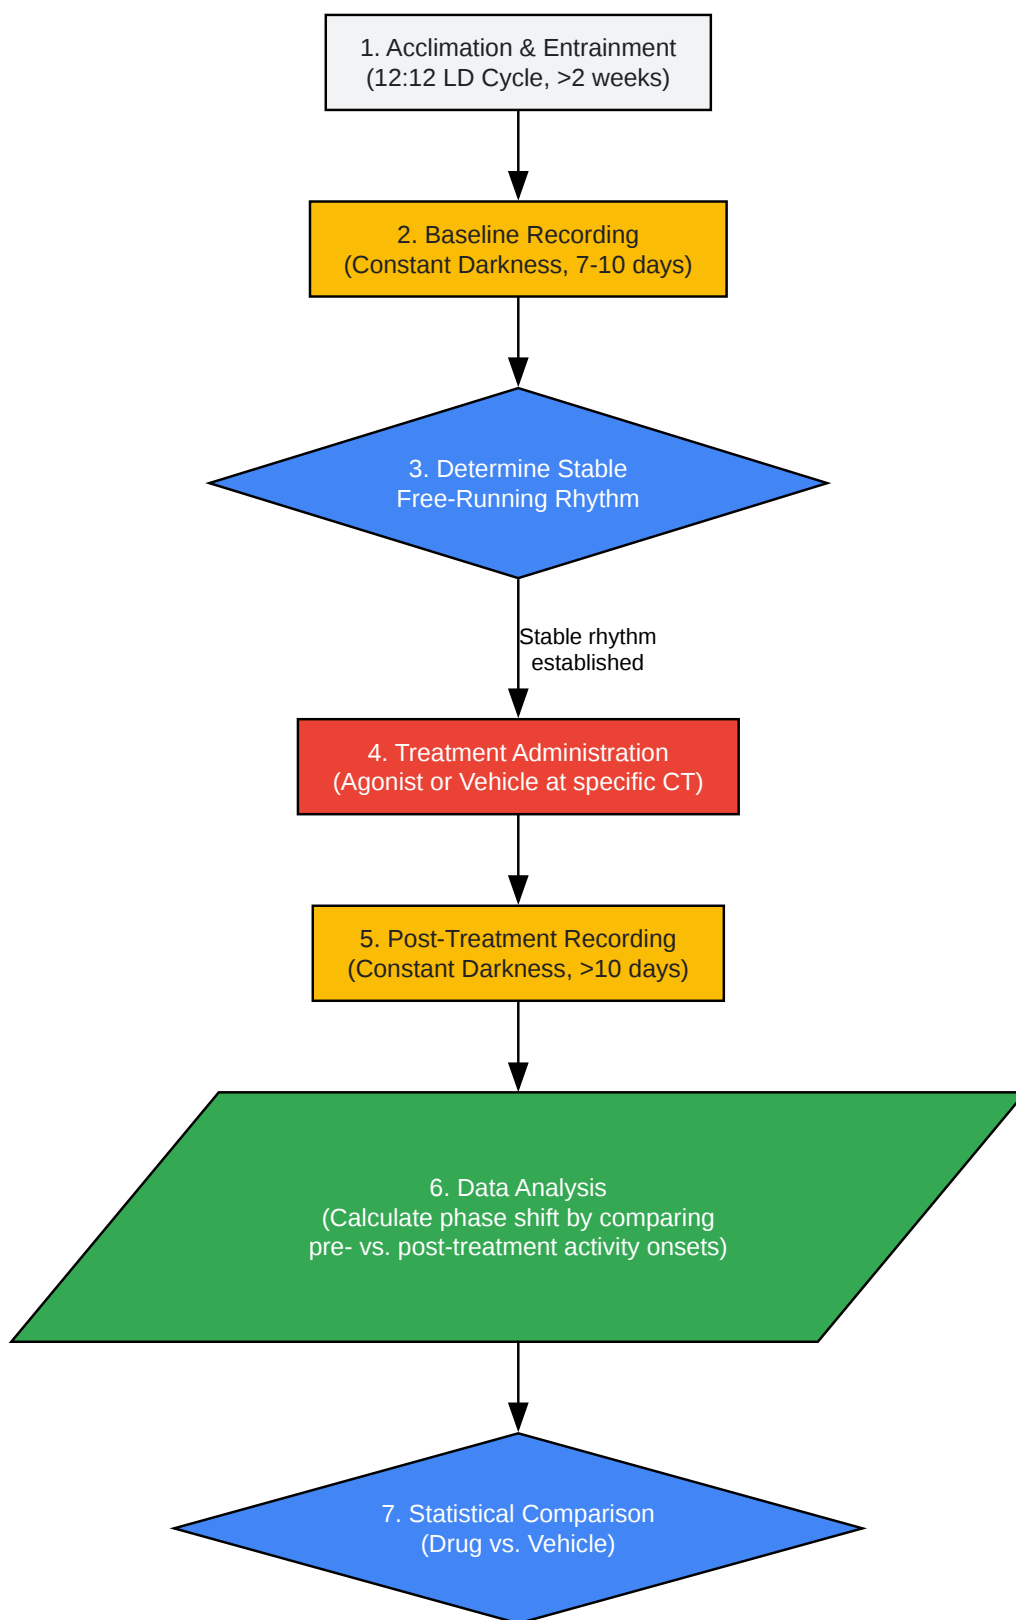 1. Acclimation & Entrainment
(12:12 LD Cycle, >2 weeks)
2. Baseline Recording
(Constant Darkness, 7-10 days)
3. Determine Stable
Free-Running Rhythm
Stable rhythm
established
4. Treatment Administration
(Agonist or Vehicle at specific CT)
5. Post-Treatment Recording
(Constant Darkness, >10 days)
6. Data Analysis
(Calculate phase shift by comparing
pre- vs. post-treatment activity onsets)
7. Statistical Comparison
(Drug vs. Vehicle)